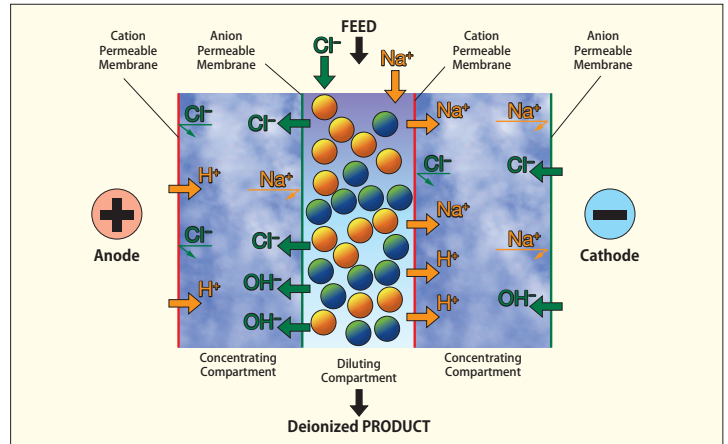 FEED
Cation
Permeable
Membrane
Anion
Permeable
Membrane
Cl⁻
Na⁺
Cation
Permeable
Membrane
Anion
Permeable
Membrane
Cl⁻
Cl⁻
Na⁺
Na⁺
Cl⁻
Cl⁻
H⁺
Na⁺
Na⁺
Cl⁻
Cl⁻
Na⁺
H⁺
OH⁻
H⁺
OH⁻
H⁺
OH⁻
+
Anode
−
Cathode
Concentrating
Compartment
Diluting
Compartment
Concentrating
Compartment
Deionized PRODUCT